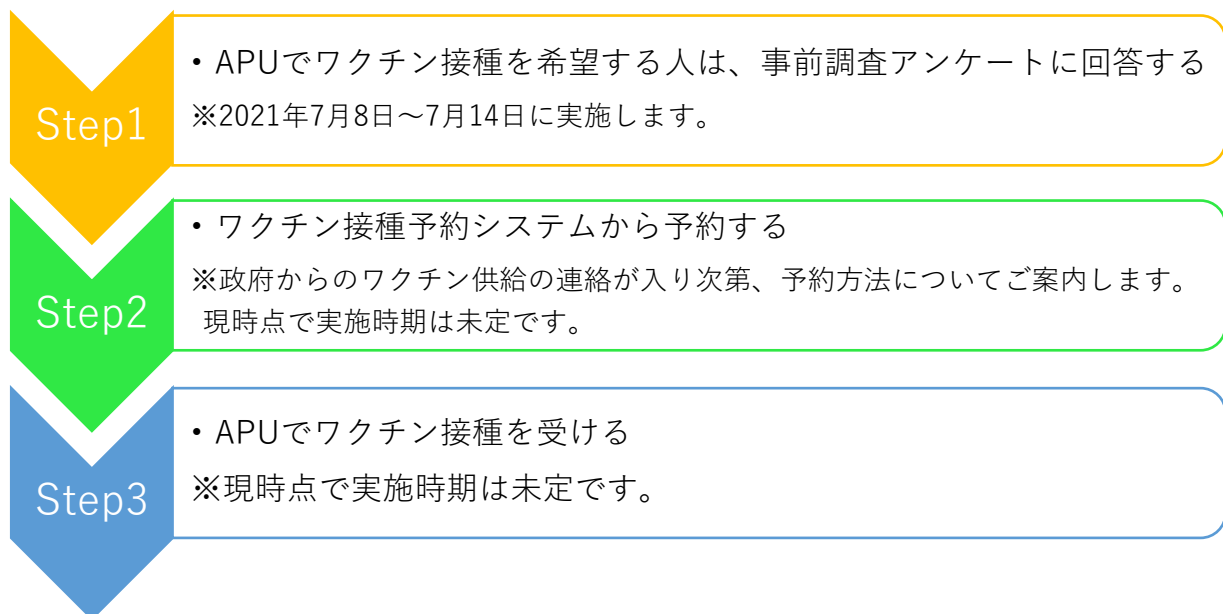 Step1
・APUでワクチン接種を希望する人は、事前調査アンケートに回答する
※2021年7月8日～7月14日に実施します。
Step2
・ワクチン接種予約システムから予約する
※政府からのワクチン供給の連絡が入り次第、予約方法についてご案内します。
現時点で実施時期は未定です。
Step3
・APUでワクチン接種を受ける
※現時点で実施時期は未定です。